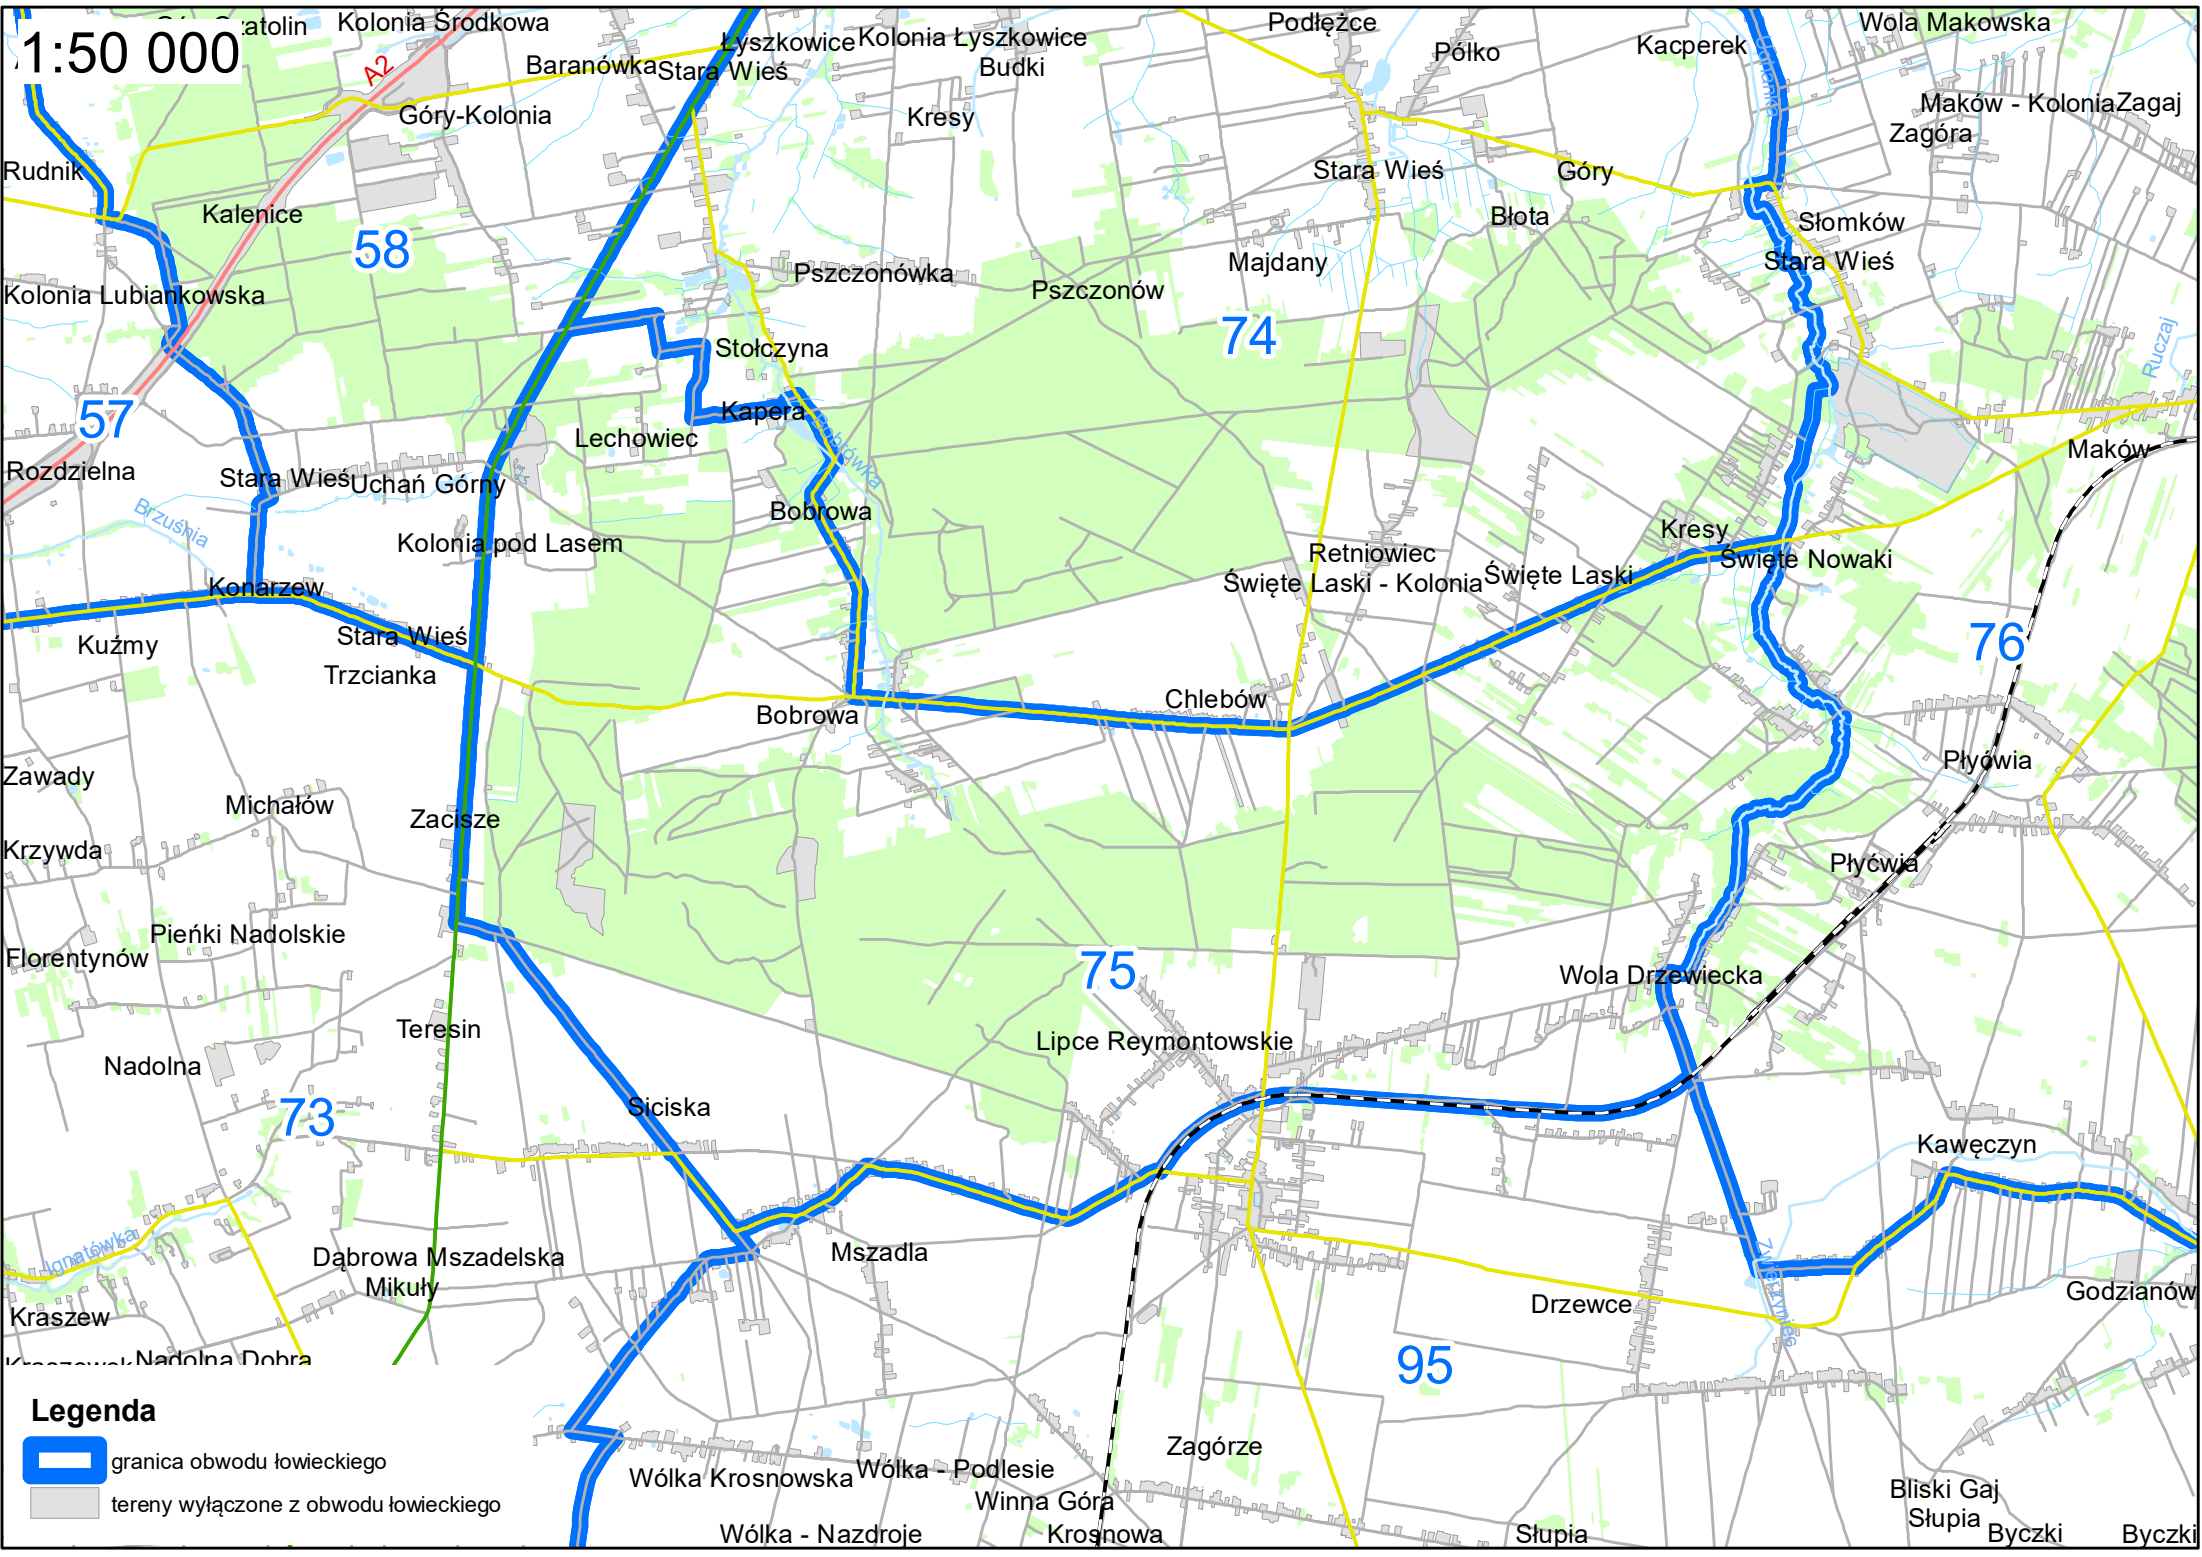 1:50 000
Kolonia Środkowa
A2
Łyszkowice
Kolonia Łyszkowice
Budki
Podłężce
Półko
Kacperek
Wola Makowska
Baranówka
Stara Wieś
Góry-Kolonia
Kresy
Maków - Kolonia
Zagaj
Zagóra
Rudnik
Stara Wieś
Góry
Kalenice
58
Błota
Słomków
Stara Wieś
Majdany
Pszczonówka
Pszczonów
Kolonia Lubiankowska
74
Stołczyna
Ruczaj
57
Kapera
Lechowiec
Bobrówka
Maków
Rozdzielna
Stara Wieś
Uchań Górny
Brzuśnia
Bobrowa
Kresy
Kolonia pod Lasem
Retniowiec
Święte Nowaki
Święte Laski - Kolonia
Święte Laski
Konarzew
Kuźmy
Stara Wieś
76
Trzcianka
Chlebów
Bobrowa
Płyćwia
Zawady
Michałów
Zacisze
Krzywda
Płyćwia
Pieńki Nadolskie
Florentynów
75
Wola Drzewiecka
Teresin
Lipce Reymontowskie
Nadolna
73
Siciska
Kawęczyn
Ignatówka
Dąbrowa Mszadelska
Mikuły
Mszadla
Zwierzyniec
Godzianów
Kraszew
Drzewce
Nadolna Dobra
95
Legenda
granica obwodu łowieckiego
tereny wyłączone z obwodu łowieckiego
Zagórze
Wólka Krosnowska
Wólka - Podlesie
Winna Góra
Bliski Gaj
Słupia
Wólka - Nazdroje
Krosnowa
Słupia
Byczki
Byczki